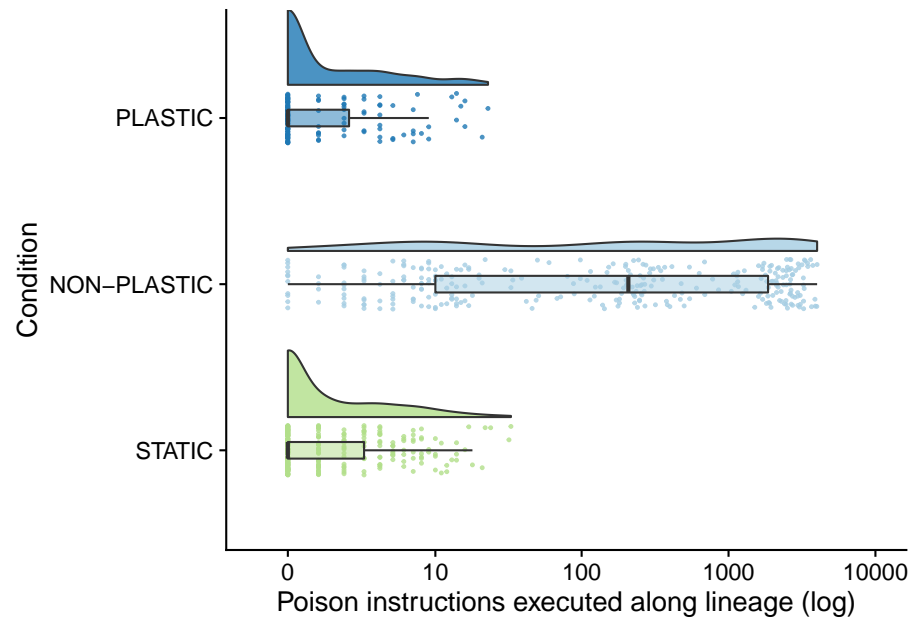 PLASTIC
NON−PLASTIC
STATIC
Condition
0 10 100 1000 10000
Poison instructions executed along lineage (log)